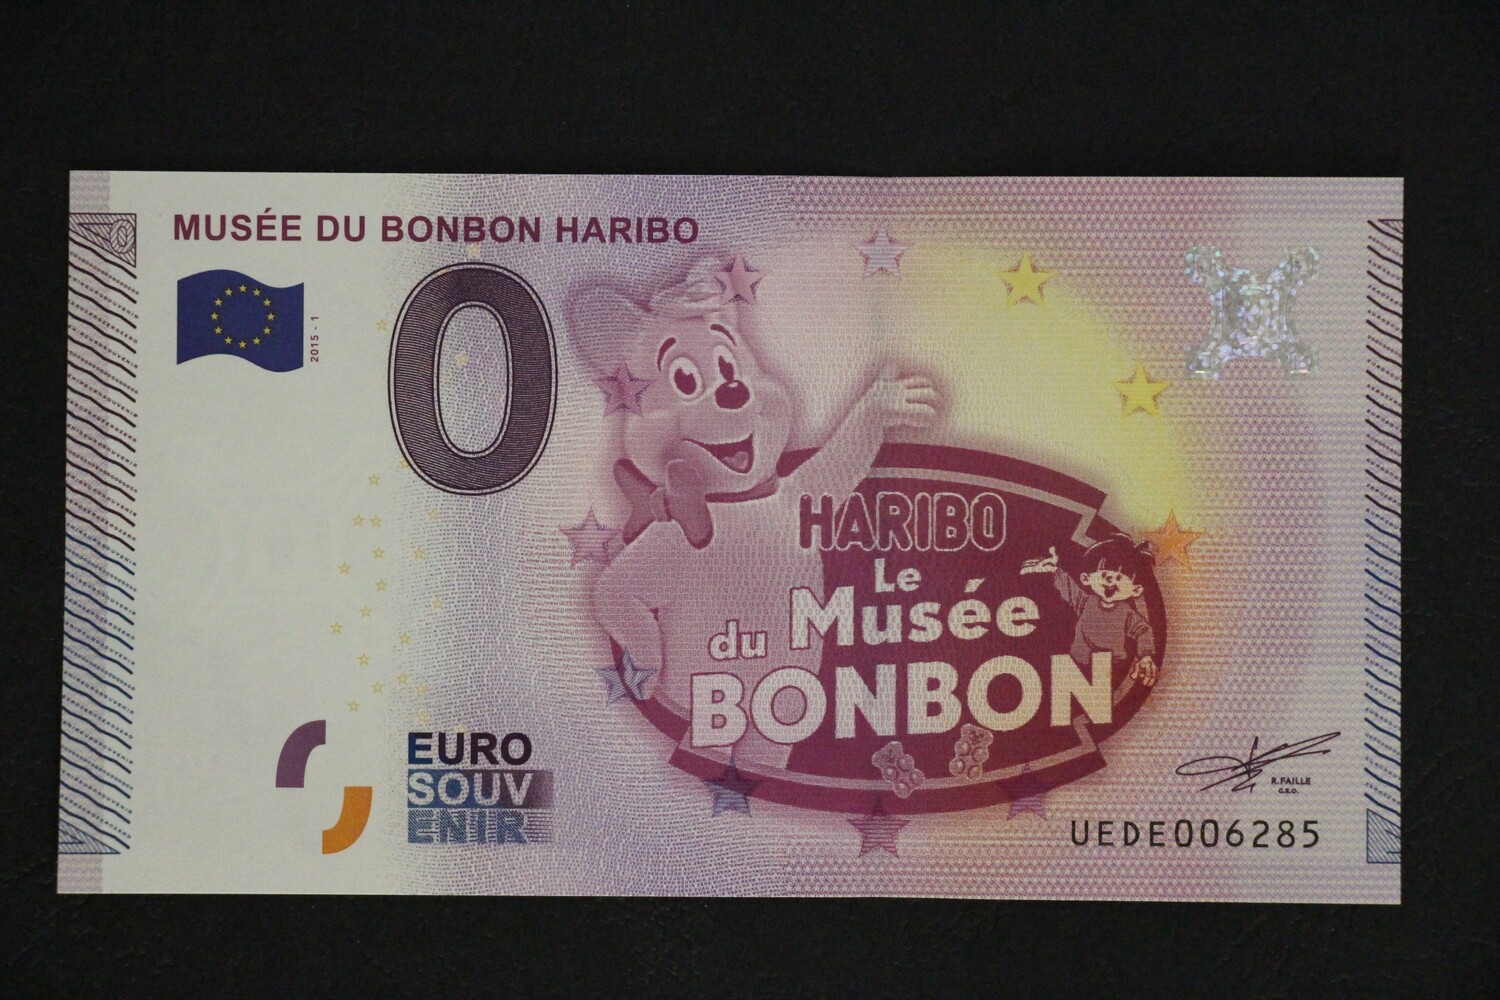 MUSÉE DU BONBON HARIBO
2015 - 1
0
HARIBO
Le
du Musée
BONBON
EURO
SOUV
ENIR
R.FAILLE
C.E.O.
UEDE006285